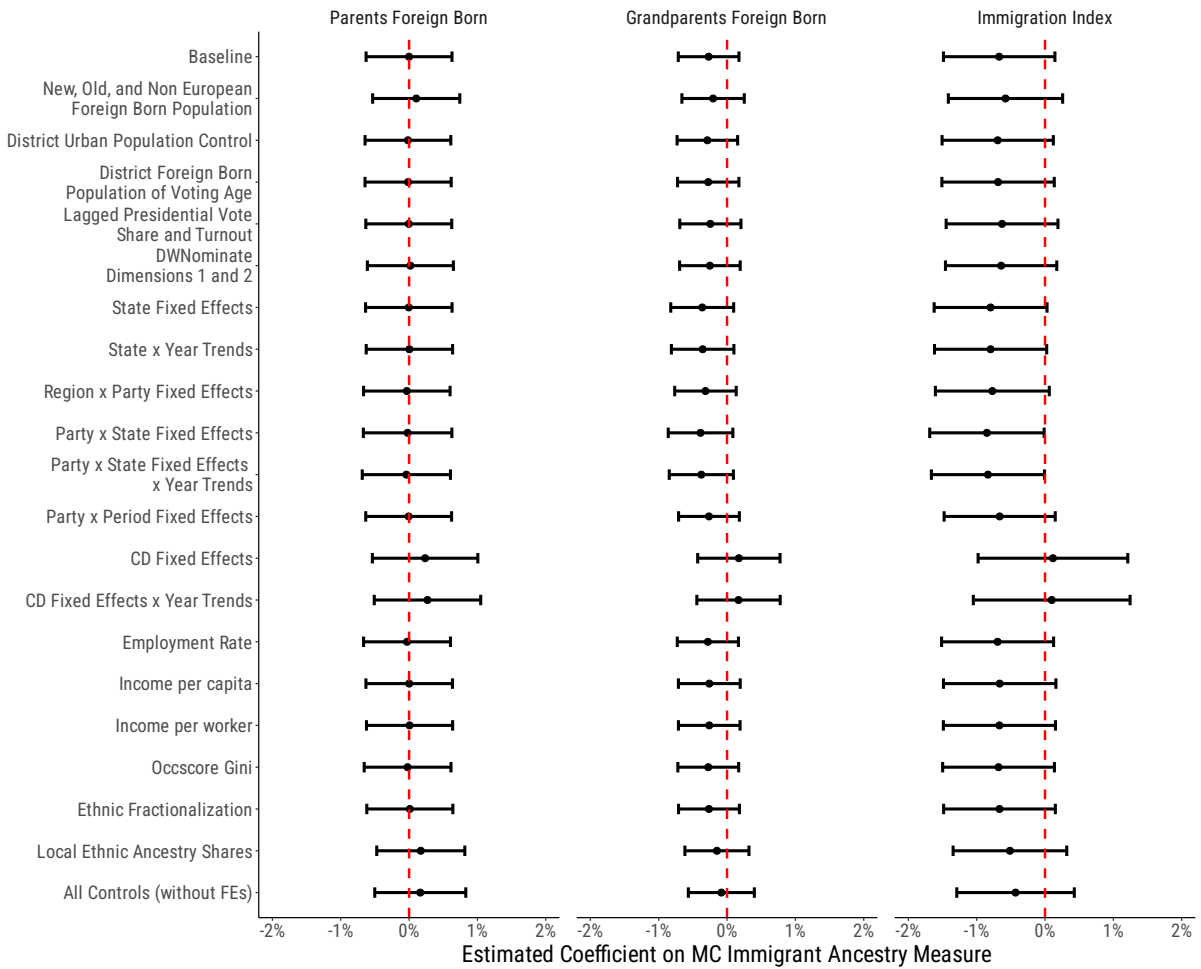 Parents Foreign Born
Grandparents Foreign Born
Immigration Index
Baseline
New, Old, and Non European
Foreign Born Population
District Urban Population Control
District Foreign Born
Population of Voting Age
Lagged Presidential Vote
Share and Turnout
DWNominate
Dimensions 1 and 2
State Fixed Effects
State x Year Trends
Region x Party Fixed Effects
Party x State Fixed Effects
Party x State Fixed Effects
x Year Trends
Party x Period Fixed Effects
CD Fixed Effects
CD Fixed Effects x Year Trends
Employment Rate
Income per capita
Income per worker
Occscore Gini
Ethnic Fractionalization
Local Ethnic Ancestry Shares
All Controls (without FEs)
-2% -1% 0% 1% 2% -2% -1% 0% 1% 2% -2% -1% 0% 1% 2%
Estimated Coefficient on MC Immigrant Ancestry Measure